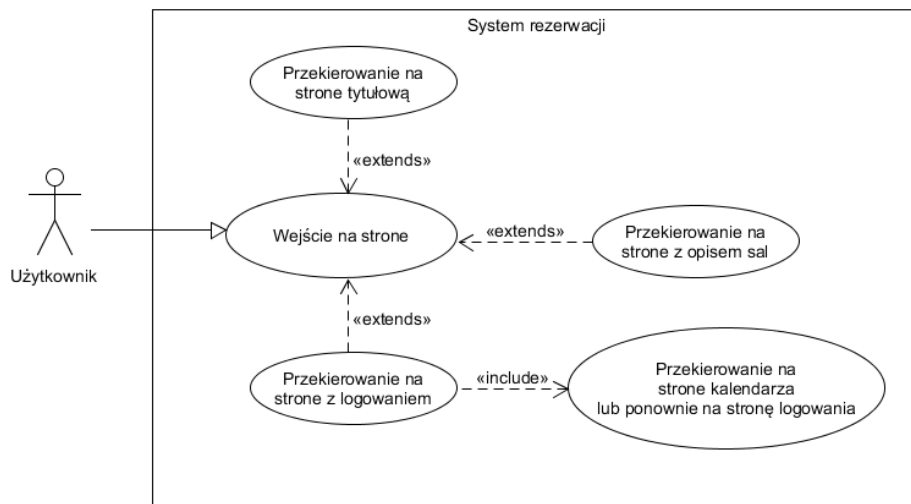 System rezerwacji
Przekierowanie na
strone tytułową
«extends»
Użytkownik
Wejście na strone
«extends»
Przekierowanie na
strone z opisem sal
«extends»
Przekierowanie na
strone z logowaniem
«include»
Przekierowanie na
strone kalendarza
lub ponownie na stronę logowania